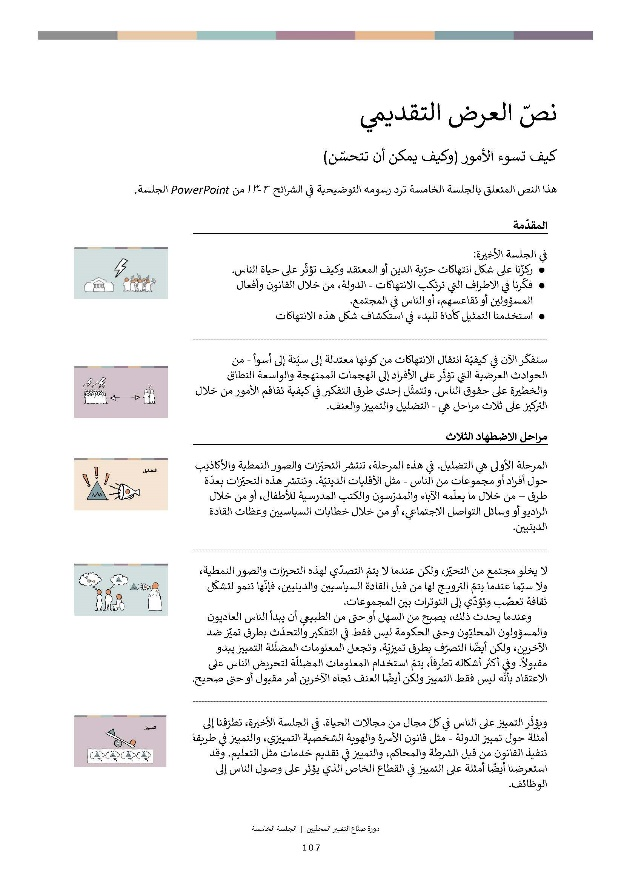 نصّ العرض التقديمي
كيف تسوء الأمور (وكيف يمكن أن تتحسّن)
هذا النص المتعلق بالجلسة الخامسة ترد رسومه التوضيحية في الشرائح ٢-١٣ من PowerPoint الجلسة.
المقدّمة
في الجلسة الأخيرة:
● ركّزنا على شكل انتهاكات حرّية الدين أو المعتقد وكيف تؤثّر على حياة الناس.
● فكّرنا في الاطراف التي ترتكب الانتهاكات - الدولة، من خلال القانون وأفعال
المسؤولين أو تقاعسهم، أو الناس في المجتمع.
● استخدمنا التمثيل كأداة للبدء في استكشاف شكل هذه الانتهاكات
سنفكّر الآن في كيفيّة انتقال الانتهاكات من كونها معتدلة إلى سيّئة إلى أسوأ - من
الحوادث العرضية التي تؤثّر على الأفراد إلى الهجمات الممنهجة والواسعة النطاق
والخطيرة على حقوق الناس. وتتمثّل إحدى طرق التفكير في كيفية تفاقم الأمور من خلال
التركيز على ثلاث مراحل هي - التضليل والتمييز والعنف.
مراحل الاضطهاد الثلاث
المرحلة الأولى هي التضليل. في هذه المرحلة، تنتشر التحيّزات والصور النمطية والأكاذيب
حول أفراد أو مجموعات من الناس - مثل الأقليات الدينيّة. وتنتشر هذه التحيّزات بعدّة
طرق – من خلال ما يعلّمه الآباء والمدرّسون والكتب المدرسية للأطفال، أو من خلال
الراديو أو وسائل التواصل الاجتماعي، أو من خلال خطابات السياسيين وعظات القادة
الدينيين.
التضليل
لا يخلو مجتمع من التحيّز، ولكن عندما لا يتمّ التصدّي لهذه التحيزات والصور النمطية،
ولا سيّما عندما يتمّ الترويج لها من قبل القادة السياسيين والدينيين، فإنّها تنمو لتشكّل
ثقافة تعصّب وتؤدّي إلى التوترات بين المجموعات.
وعندما يحدث ذلك، يصبح من السهل أو حتى من الطبيعي أن يبدأ الناس العاديون
والمسؤولون المحليّون وحتى الحكومة ليس فقط في التفكير والتحدّث بطرق تميّز ضد
الآخرين، ولكن أيضًا التصرّف بطرق تمييزيّة. وتجعل المعلومات المضلّلة التمييز يبدو
مقبولاً. وفي أكثر أشكاله تطرفاً، يتمّ استخدام المعلومات المضلّلة لتحريض الناس على
الاعتقاد بأنّه ليس فقط التمييز ولكن أيضًا العنف تجاه الآخرين أمر مقبول أو حتى صحيح.
ويؤثّر التمييز على الناس في كلّ مجال من مجالات الحياة. في الجلسة الأخيرة، تطرّقنا إلى
أمثلة حول تمييز الدولة - مثل قانون الأسرة والهوية الشخصية التمييزي، والتمييز في طريقة
تنفيذ القانون من قبل الشرطة والمحاكم، والتمييز في تقديم خدمات مثل التعليم. وقد
استعرضنا أيضًا أمثلة على التمييز في القطاع الخاص الذي يؤثر على وصول الناس إلى
الوظائف.
دورة صنّاع التغيير المحليين | الجلسة الخامسة
107